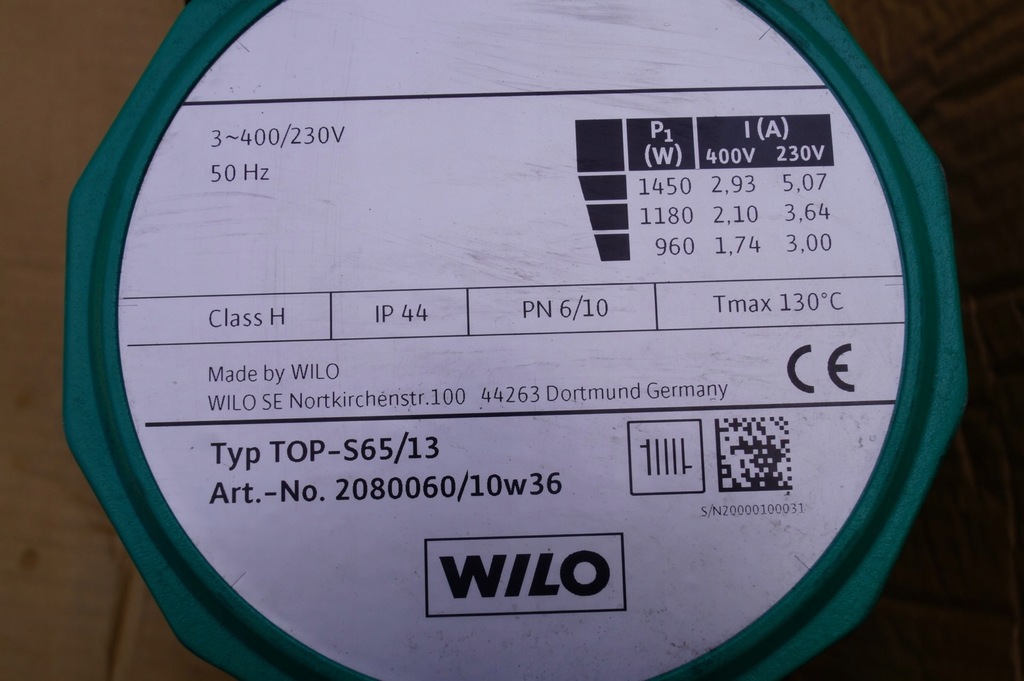 3~400/230V
50 Hz
P1 (W) I (A)
400V 230V
1450 2,93 5,07
1180 2,10 3,64
960 1,74 3,00
Class H IP 44 PN 6/10 Tmax 130°C
Made by WILO
WILO SE Nortkirchenstr.100 44263 Dortmund Germany
CE
Typ TOP-S65/13
Art.-No. 2080060/10w36
S/N20000100031
WILO